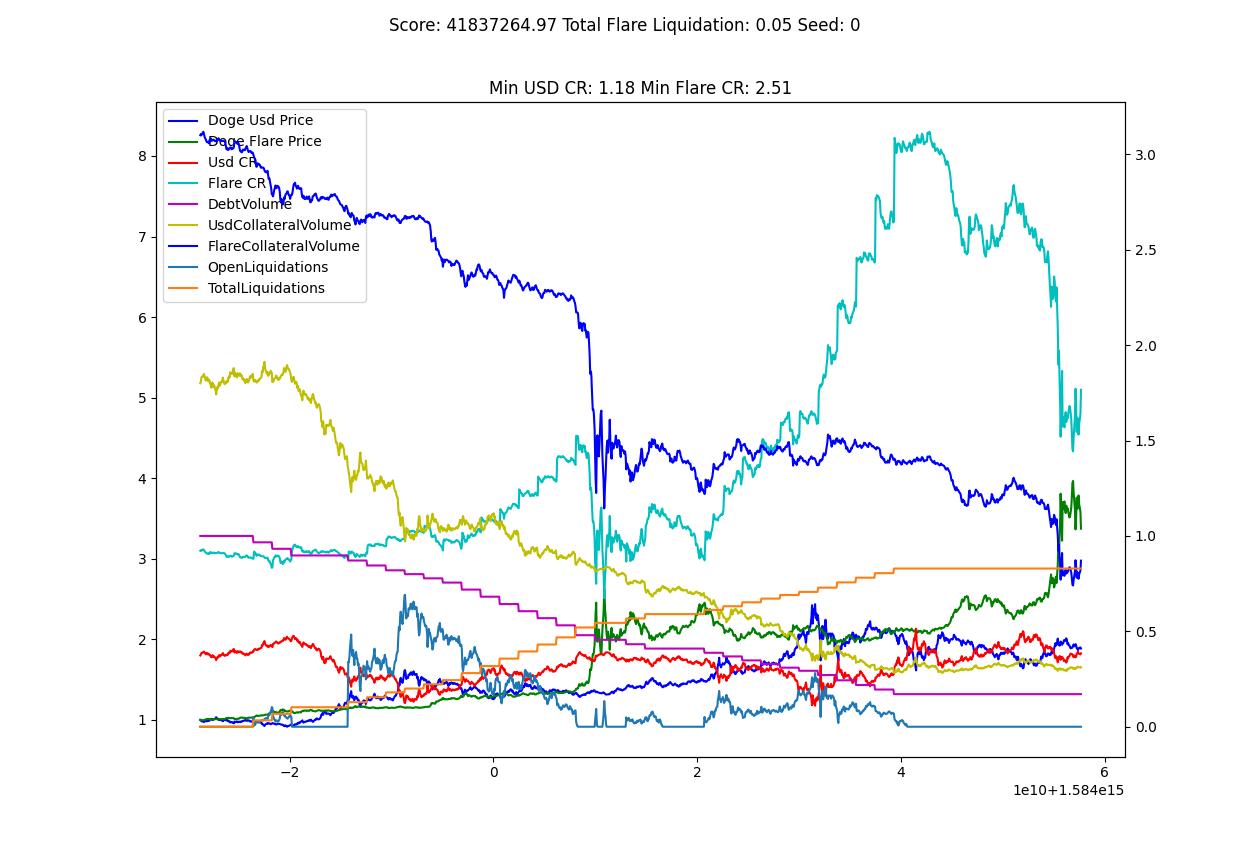 Score: 41837264.97 Total Flare Liquidation: 0.05 Seed: 0
Min USD CR: 1.18 Min Flare CR: 2.51
Doge Usd Price
Doge Flare Price
Usd CR
Flare CR
DebtVolume
UsdCollateralVolume
FlareCollateralVolume
OpenLiquidations
TotalLiquidations
8
7
6
5
4
3
2
1
3.0
2.5
2.0
1.5
1.0
0.5
0.0
−2
0
2
4
6
1e10+1.584e15